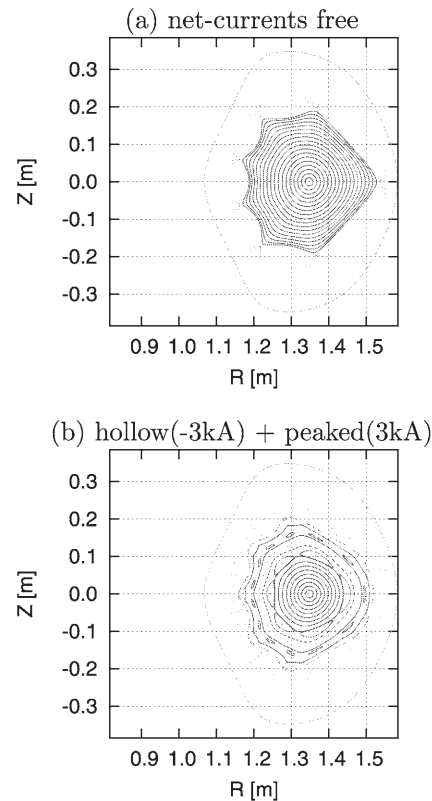 (a) net-currents free
0.3
0.2
0.1
0.0
-0.1
-0.2
-0.3
Z [m]
0.9 1.0 1.1 1.2 1.3 1.4 1.5
R [m]
(b) hollow(-3kA) + peaked(3kA)
0.3
0.2
0.1
0.0
-0.1
-0.2
-0.3
Z [m]
0.9 1.0 1.1 1.2 1.3 1.4 1.5
R [m]